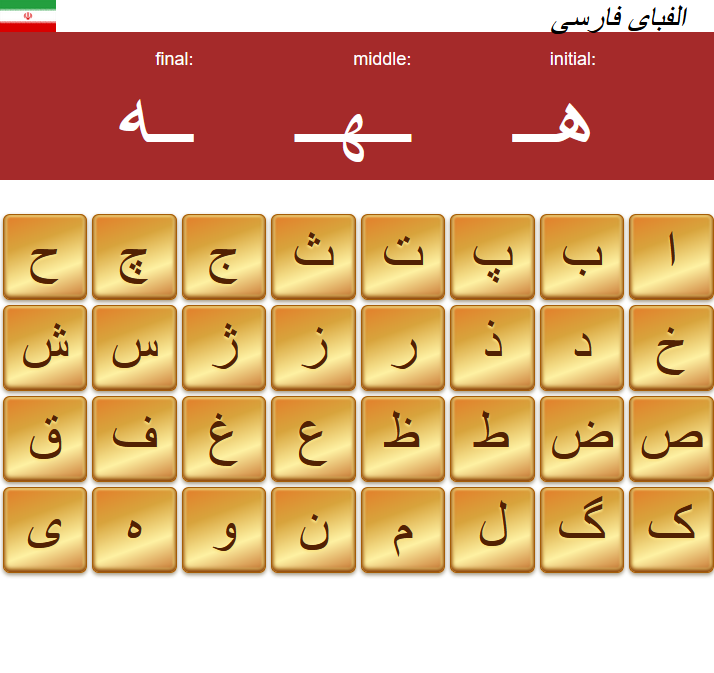 الفبای فارسی
initial: middle: final:
هـ ـهـ ـه
ا ب پ ت ث ج چ ح
خ د ذ ر ز ژ س ش
ص ض ط ظ ع غ ف ق
ک گ ل م ن و ه ی